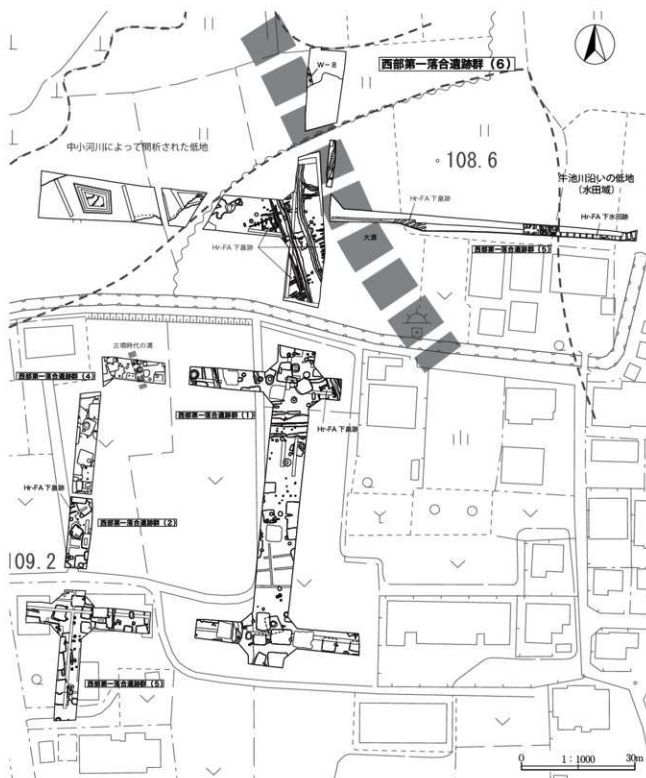 W－8
西部第一落合遺跡群（6）
中小河川によって開析された低地
108.6
牛池川沿いの低地
（水田域）
Hr-FA 下畠跡
Hr-FA 下水田跡
Hr-FA 下畠跡
大溝
西部第一落合遺跡群（5）
古墳時代の溝
西部第一落合遺跡群（4）
西部第一落合遺跡群（1）
Hr-FA 下畠跡
Hr-FA 下畠跡
西部第一落合遺跡群（2）
109.2
西部第一落合遺跡群（5）
0
1：1000
30m